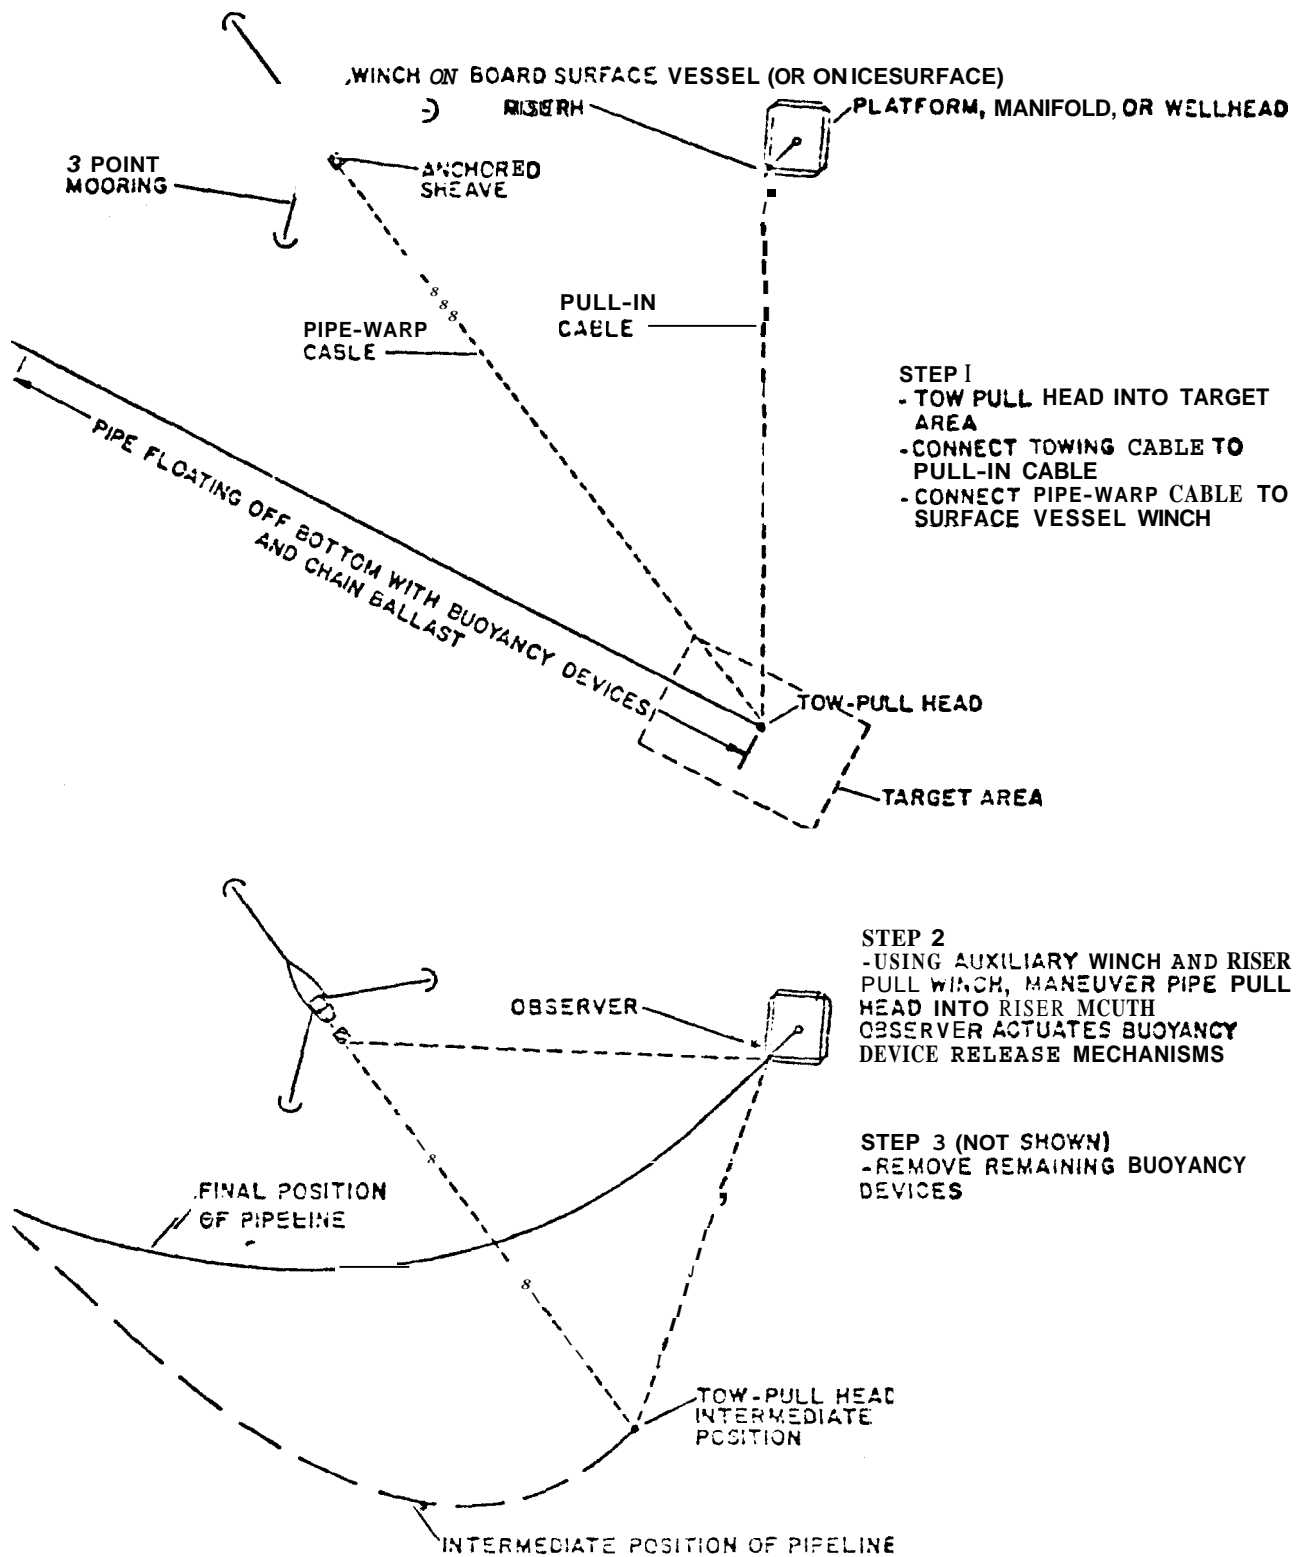 WINCH ON BOARD SURFACE VESSEL (OR ON ICESURFACE)
PLATFORM, MANIFOLD, OR WELLHEAD
3 POINT
MOORING
ANCHORED
SHEAVE
PULL-IN
CABLE
PIPE-WARP
CABLE
STEP I
- TOW PULL HEAD INTO TARGET
AREA
- CONNECT TOWING CABLE TO
PULL-IN CABLE
- CONNECT PIPE-WARP CABLE TO
SURFACE VESSEL WINCH
PIPE FLOATING OFF BOTTOM WITH BUOYANCY DEVICES
AND CHAIN BALLAST
TOW-PULL HEAD
TARGET AREA
STEP 2
-USING AUXILIARY WINCH AND RISER
PULL WINCH, MANEUVER PIPE PULL
HEAD INTO RISER MCUTH
OBSERVER ACTUATES BUOYANCY
DEVICE RELEASE MECHANISMS
OBSERVER
STEP 3 (NOT SHOWN)
-REMOVE REMAINING BUOYANCY
DEVICES
FINAL POSITION
OF PIPELINE
TOW-PULL HEAD
INTERMEDIATE
POSITION
INTERMEDIATE POSITION OF PIPELINE